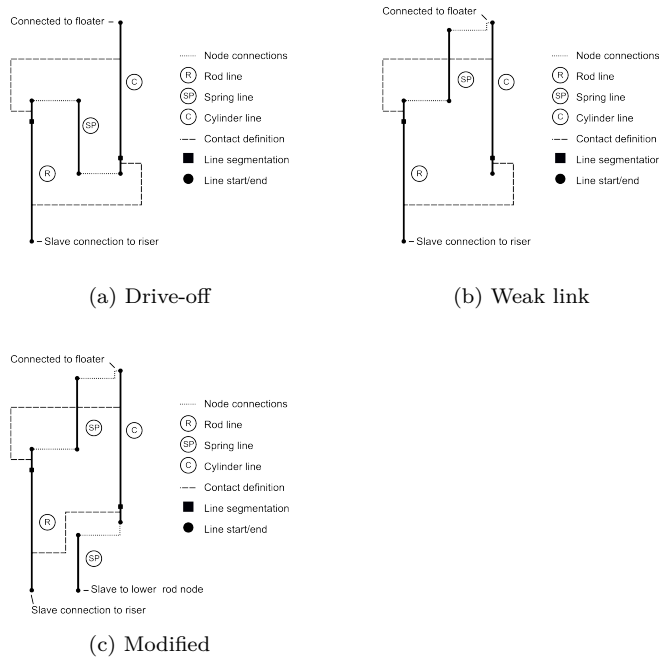 Connected to floater
C
SP
R
Slave connection to riser
Node connections
R Rod line
SP Spring line
C Cylinder line
Contact definition
Line segmentation
Line start/end
(a) Drive-off
Connected to floater
SP
C
R
Slave connection to riser
Node connections
R Rod line
SP Spring line
C Cylinder line
Contact definition
Line segmentation
Line start/end
(b) Weak link
Connected to floater
SP
C
R
SP
Slave to lower rod node
Slave connection to riser
Node connections
R Rod line
SP Spring line
C Cylinder line
Contact definition
Line segmentation
Line start/end
(c) Modified